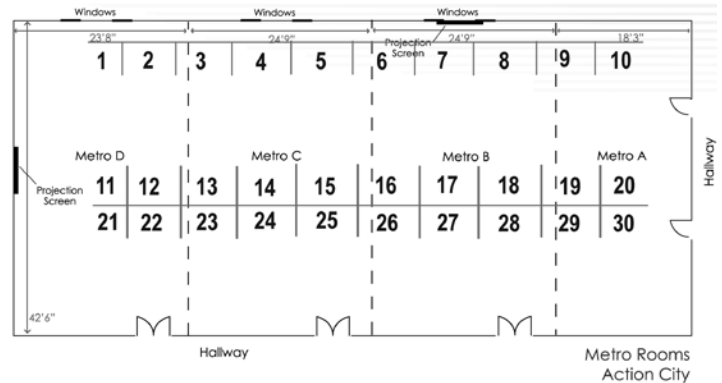 Windows
Windows
Windows
23'8"
24'9"
Projection
Screen
24'9"
18'3"
1 2 3 4 5 6 7 8 9 10
Metro D
Metro C
Metro B
Metro A
Hallway
Projection
Screen
11 12 13 14 15 16 17 18 19 20
21 22 23 24 25 26 27 28 29 30
42'6"
Hallway
Metro Rooms
Action City